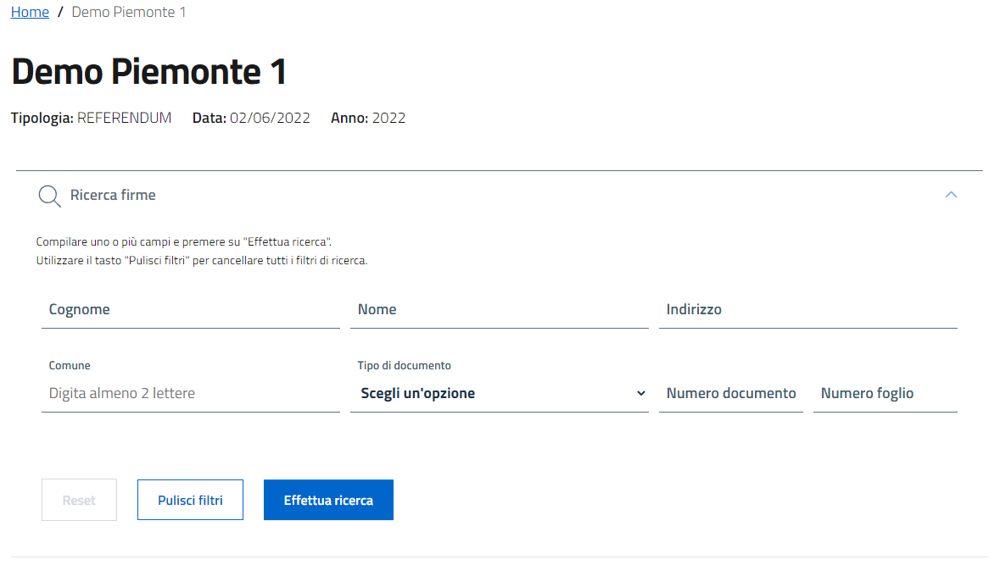 Home / Demo Piemonte 1
Demo Piemonte 1
Tipologia: REFERENDUM Data: 02/06/2022 Anno: 2022
Ricerca firme
Compilare uno o più campi e premere su "Effettua ricerca".
Utilizzare il tasto "Pulisci filtri" per cancellare tutti i filtri di ricerca.
Cognome Nome Indirizzo
Comune Tipo di documento
Digita almeno 2 lettere Scegli un'opzione Numero documento Numero foglio
Reset Pulisci filtri Effettua ricerca